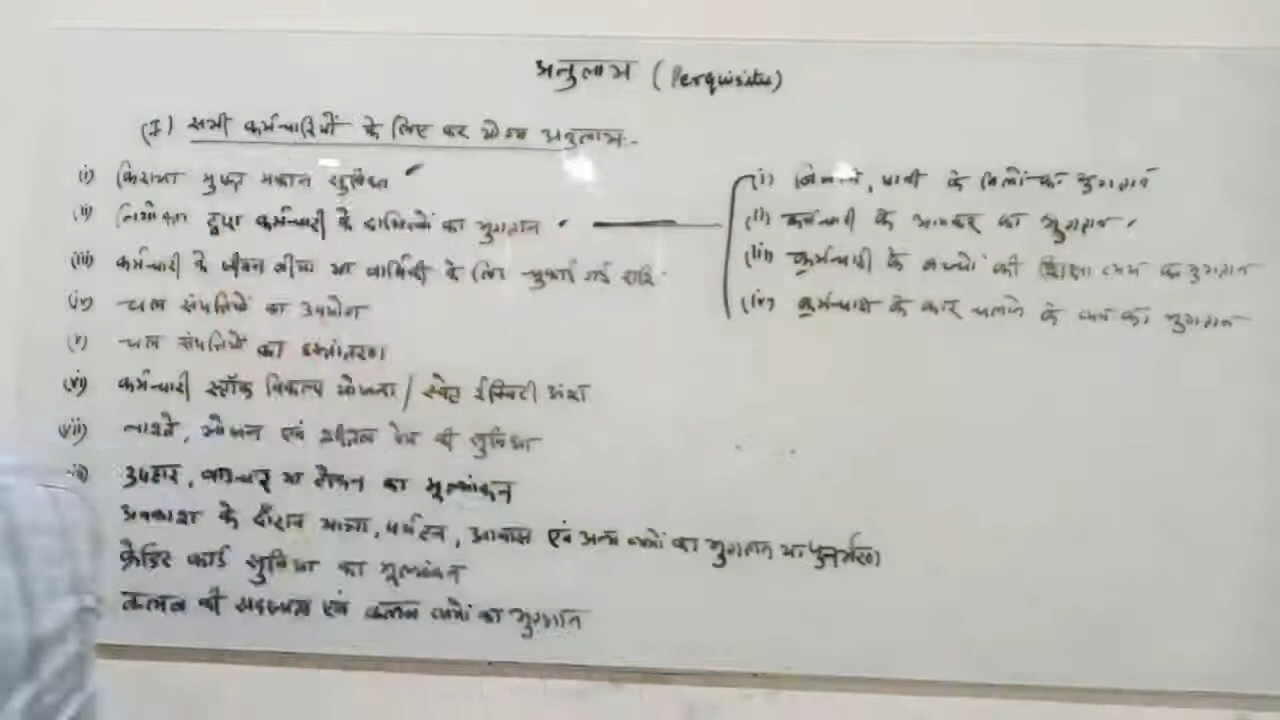 अनुलाभ (Perquisites)
(I) सभी कर्मचारियों के लिए कर योग्य अनुलाभ:-
(i) किराया मुक्त मकान सुविधा
(ii) नियोक्ता द्वारा कर्मचारी के दायित्वों का भुगतान
(iii) कर्मचारी के जीवन बीमा या वार्षिकी के लिए चुकाई गई राशि
(iv) चल संपत्तियों का उपयोग
(v) चल संपत्तियों का हस्तांतरण
(vi) कर्मचारी स्टॉक विकल्प योजना / स्वेट ईक्विटी अंश
(vii) नाश्ते, भोजन एवं शीतल पेय की सुविधा
उपहार, वाउचर या टोकन का मूल्यांकन
अवकाश के दौरान यात्रा, पर्यटन, आवास एवं अन्य व्ययों का भुगतान या पुनर्भरण
क्रेडिट कार्ड सुविधा का मूल्यांकन
क्लब की सदस्यता एवं क्लब व्ययों का भुगतान
(i) बिजली, पानी के बिलों का भुगतान
(ii) कर्मचारी के आयकर का भुगतान
(iii) कर्मचारी के बच्चों की शिक्षा व्यय का भुगतान
(iv) कर्मचारी के कार चलाने के व्यय का भुगतान